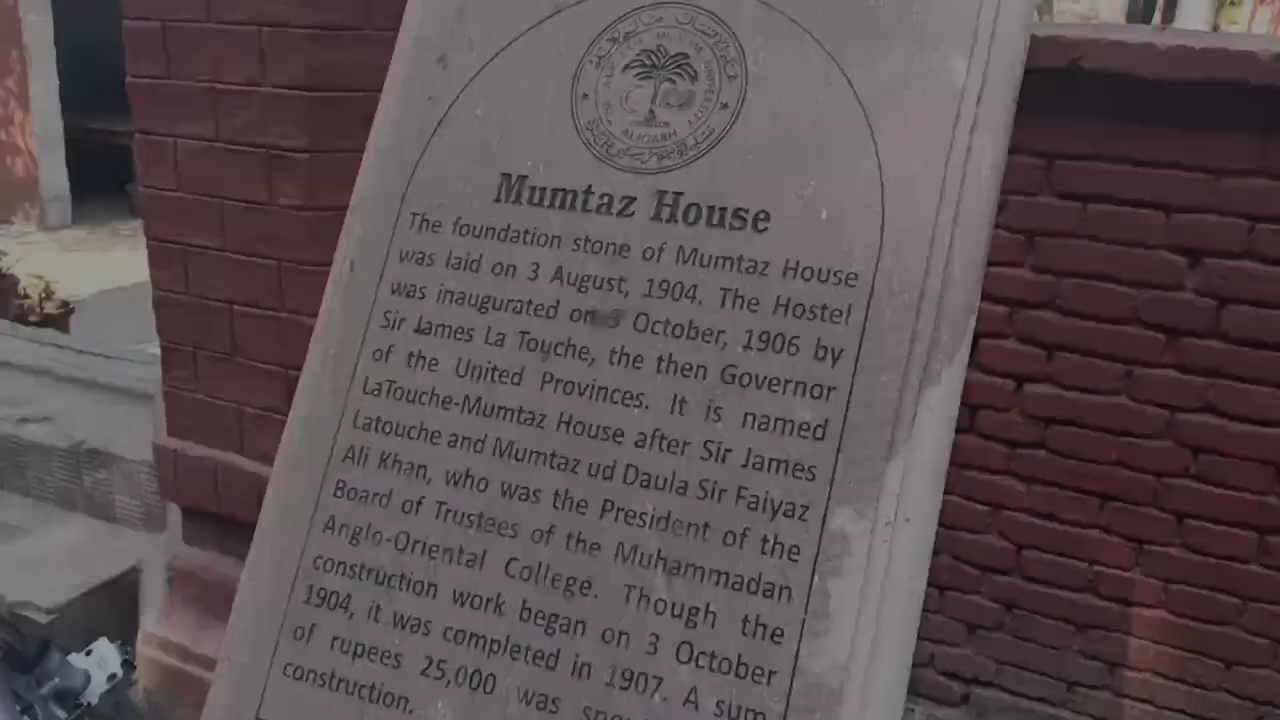 ALIGARH
Mumtaz House
The foundation stone of Mumtaz House
was laid on 3 August, 1904. The Hostel
was inaugurated on October, 1906 by
Sir James La Touche, the then Governor
of the United Provinces. It is named
LaTouche-Mumtaz House after Sir James
Latouche and Mumtaz ud Daula Sir Faiyaz
Ali Khan, who was the President of the
Board of Trustees of the Muhammadan
Anglo-Oriental College. Though the
construction work began on 3 October
1904, it was completed in 1907. A sum
of rupees 25,000 was
construction.